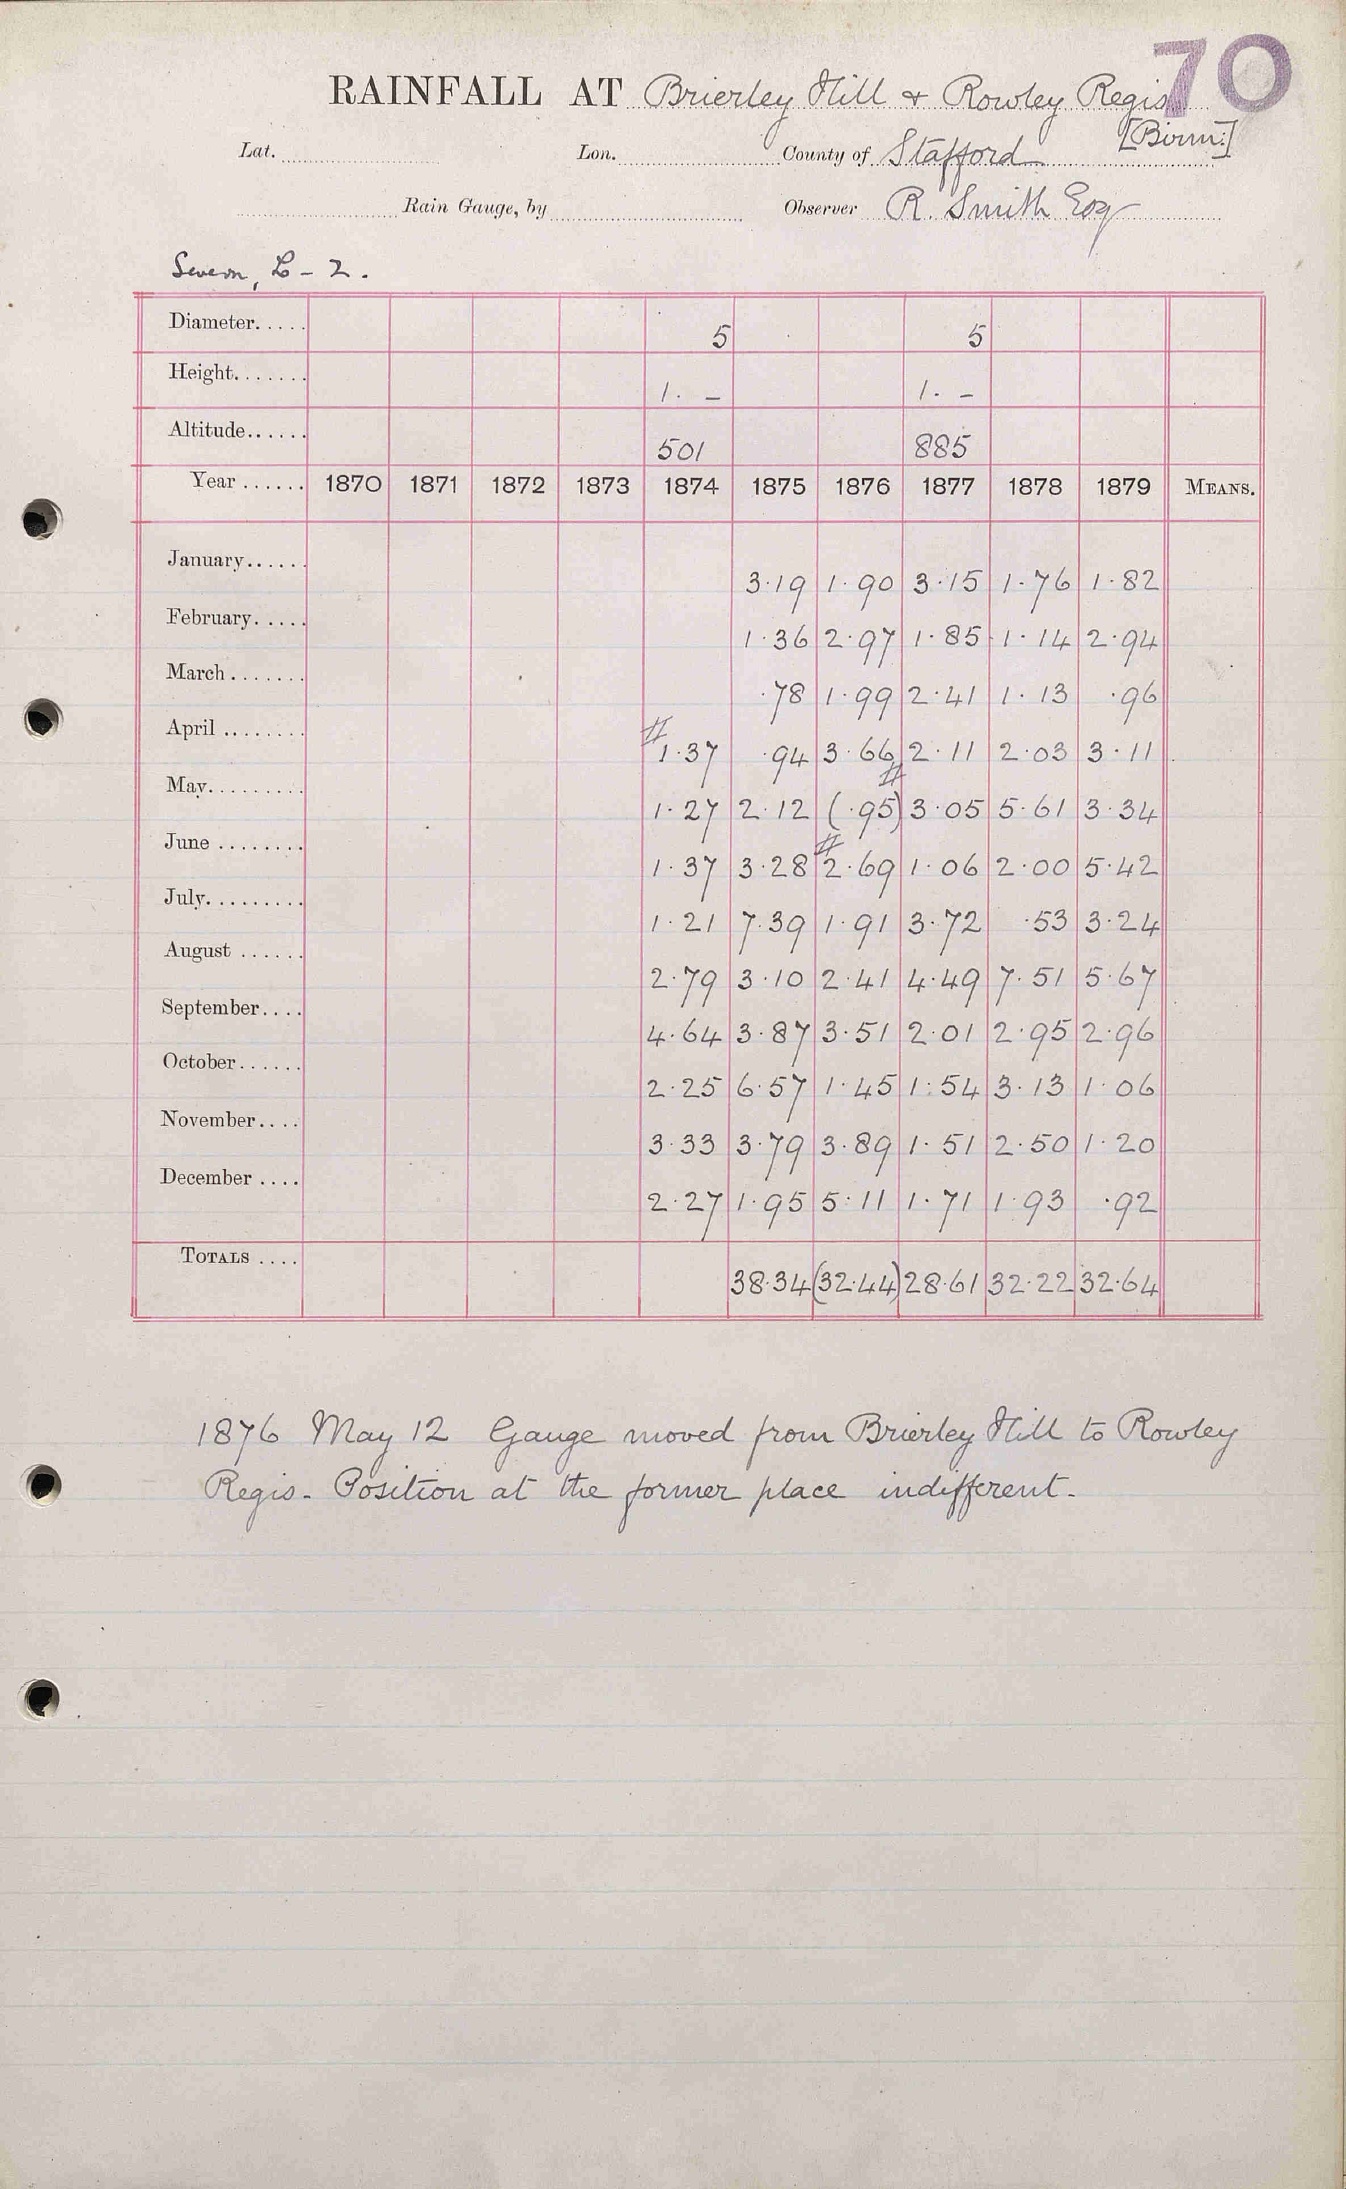 70
RAINFALL AT Brierley Hill & Rowley Regis
[Birm:]
Lat. Lon. County of Stafford
Rain Gauge, by Observer R. Smith Esq
Severn, L - 2.
Diameter..... 5 5
Height....... 1. - 1. -
Altitude...... 501 885
Year ...... 1870 1871 1872 1873 1874 1875 1876 1877 1878 1879 MEANS.
January...... 3.19 1.90 3.15 1.76 1.82
February..... 1.36 2.97 1.85 1.14 2.94
March....... .78 1.99 2.41 1.13 .96
April ........ # 1.37 .94 3.66 2.11 2.03 3.11
May......... 1.27 2.12 (.95) # 3.05 5.61 3.34
June ........ 1.37 3.28 # 2.69 1.06 2.00 5.42
July......... 1.21 7.39 1.91 3.72 .53 3.24
August ...... 2.79 3.10 2.41 4.49 7.51 5.67
September.... 4.64 3.87 3.51 2.01 2.95 2.96
October...... 2.25 6.57 1.45 1.54 3.13 1.06
November.... 3.33 3.79 3.89 1.51 2.50 1.20
December .... 2.27 1.95 5.11 1.71 1.93 .92
TOTALS .... 38.34 (32.44) 28.61 32.22 32.64
1876 May 12 Gauge moved from Brierley Hill to Rowley
Regis. Position at the former place indifferent.